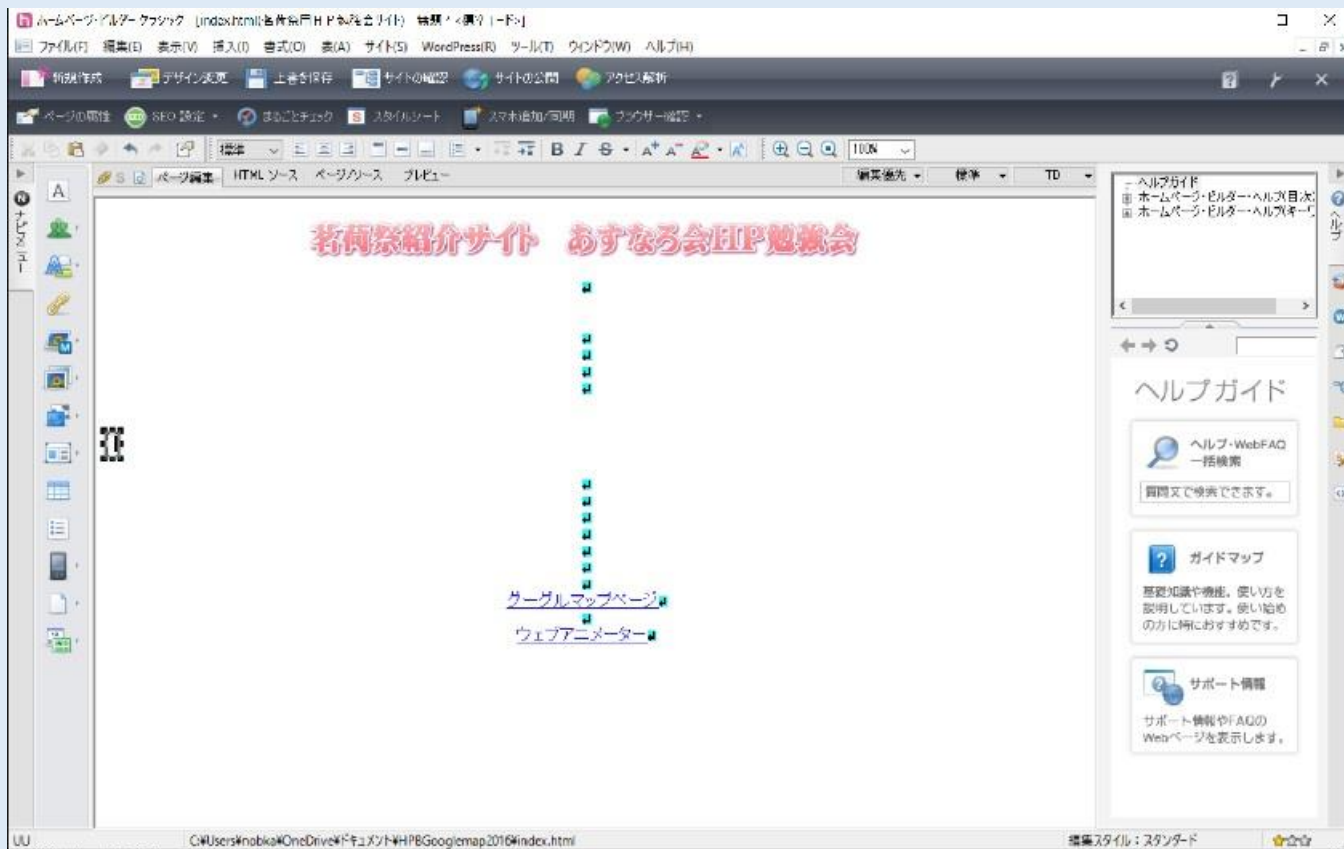 ホームページ・ビルダー クラシック
ファイル(F) 編集(E) 表示(V) 挿入(I) 書式(O) 表(A) サイト(S) WordPress(R) ツール(T) ウィンドウ(W) ヘルプ(H)
新規作成 デザイン変更 上書き保存 サイトの確認 サイトの公開 アクセス解析
ページの属性 SEO 設定 まるごとチェック スタイルシート スマホ追加/同期 ブラウザー確認
標準 B I S 100%
ページ編集 HTML ソース ページ/ソース プレビュー 編集優先 標準 TD
ナビメニュー
茗荷祭紹介サイト あすなろ会HP勉強会
グーグルマップページ
ウェブアニメーター
ヘルプガイド
ホームページ・ビルダー・ヘルプ(目次
ホームページ・ビルダー・ヘルプ(キーワ
ヘルプ
ヘルプガイド
ヘルプ・WebFAQ
一括検索
質問文で検索できます。
ガイドマップ
基礎知識や機能、使い方を
説明しています。使い始め
の方に特におすすめです。
サポート情報
サポート情報やFAQの
Webページを表示します。
C:¥Users¥nobka¥OneDrive¥ドキュメント¥HPBGooglemap2016¥index.html
編集スタイル：スタンダード